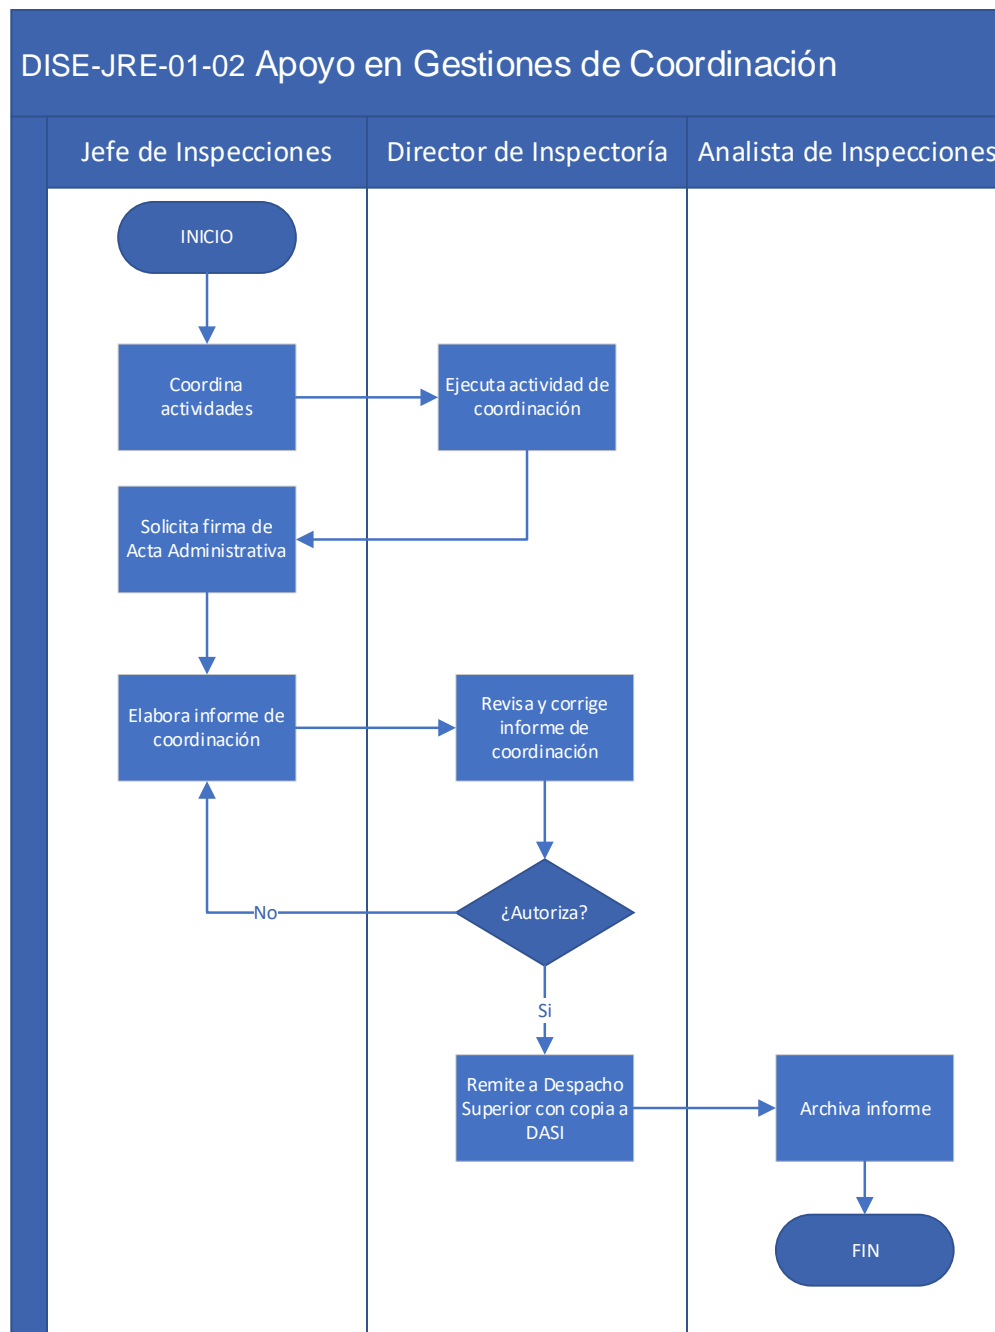 DISE-JRE-01-02 Apoyo en Gestiones de Coordinación
Jefe de Inspecciones
Director de Inspectoría
Analista de Inspecciones
INICIO
Coordina
actividades
Ejecuta actividad de
coordinación
Solicita firma de
Acta Administrativa
Elabora informe de
coordinación
Revisa y corrige
informe de
coordinación
¿Autoriza?
No
Si
Remite a Despacho
Superior con copia a
DASI
Archiva informe
FIN